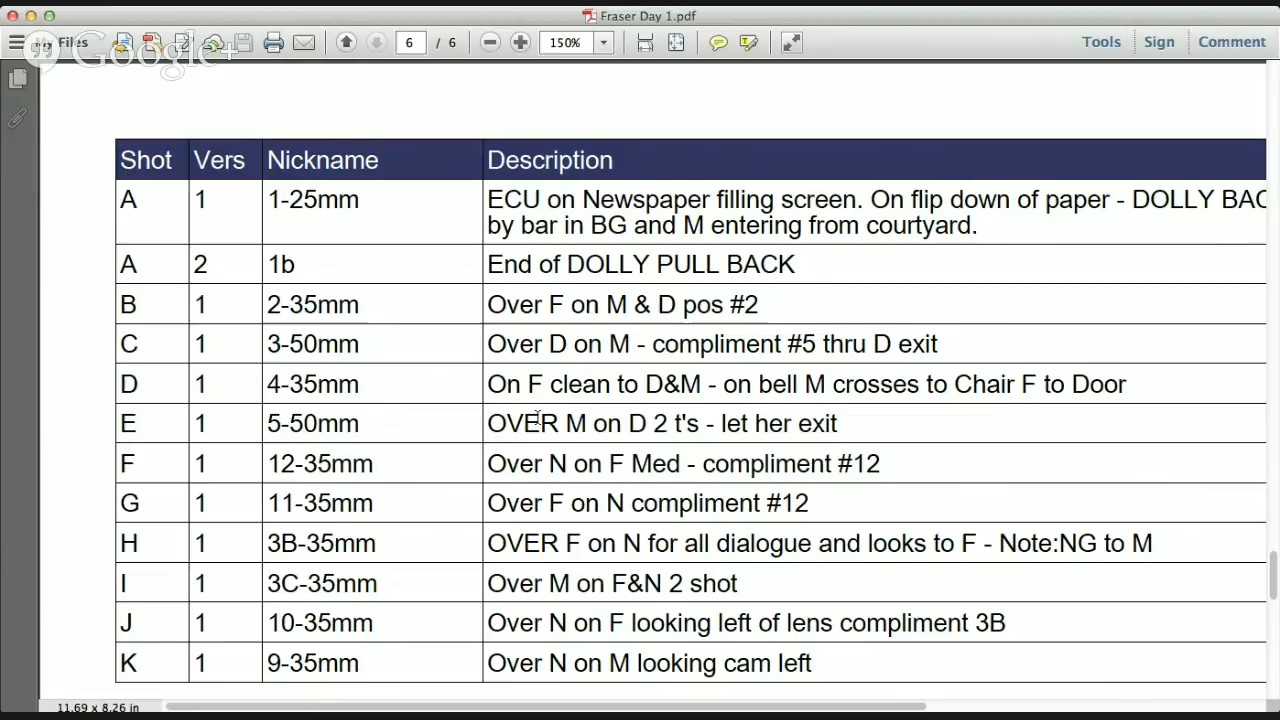 Fraser Day 1.pdf
My Files
Google+
6 / 6
150%
Tools Sign Comment
Shot Vers Nickname Description
A 1 1-25mm ECU on Newspaper filling screen. On flip down of paper - DOLLY BAC
by bar in BG and M entering from courtyard.
A 2 1b End of DOLLY PULL BACK
B 1 2-35mm Over F on M & D pos #2
C 1 3-50mm Over D on M - compliment #5 thru D exit
D 1 4-35mm On F clean to D&M - on bell M crosses to Chair F to Door
E 1 5-50mm OVER M on D 2 t's - let her exit
F 1 12-35mm Over N on F Med - compliment #12
G 1 11-35mm Over F on N compliment #12
H 1 3B-35mm OVER F on N for all dialogue and looks to F - Note:NG to M
I 1 3C-35mm Over M on F&N 2 shot
J 1 10-35mm Over N on F looking left of lens compliment 3B
K 1 9-35mm Over N on M looking cam left
11.69 x 8.26 in